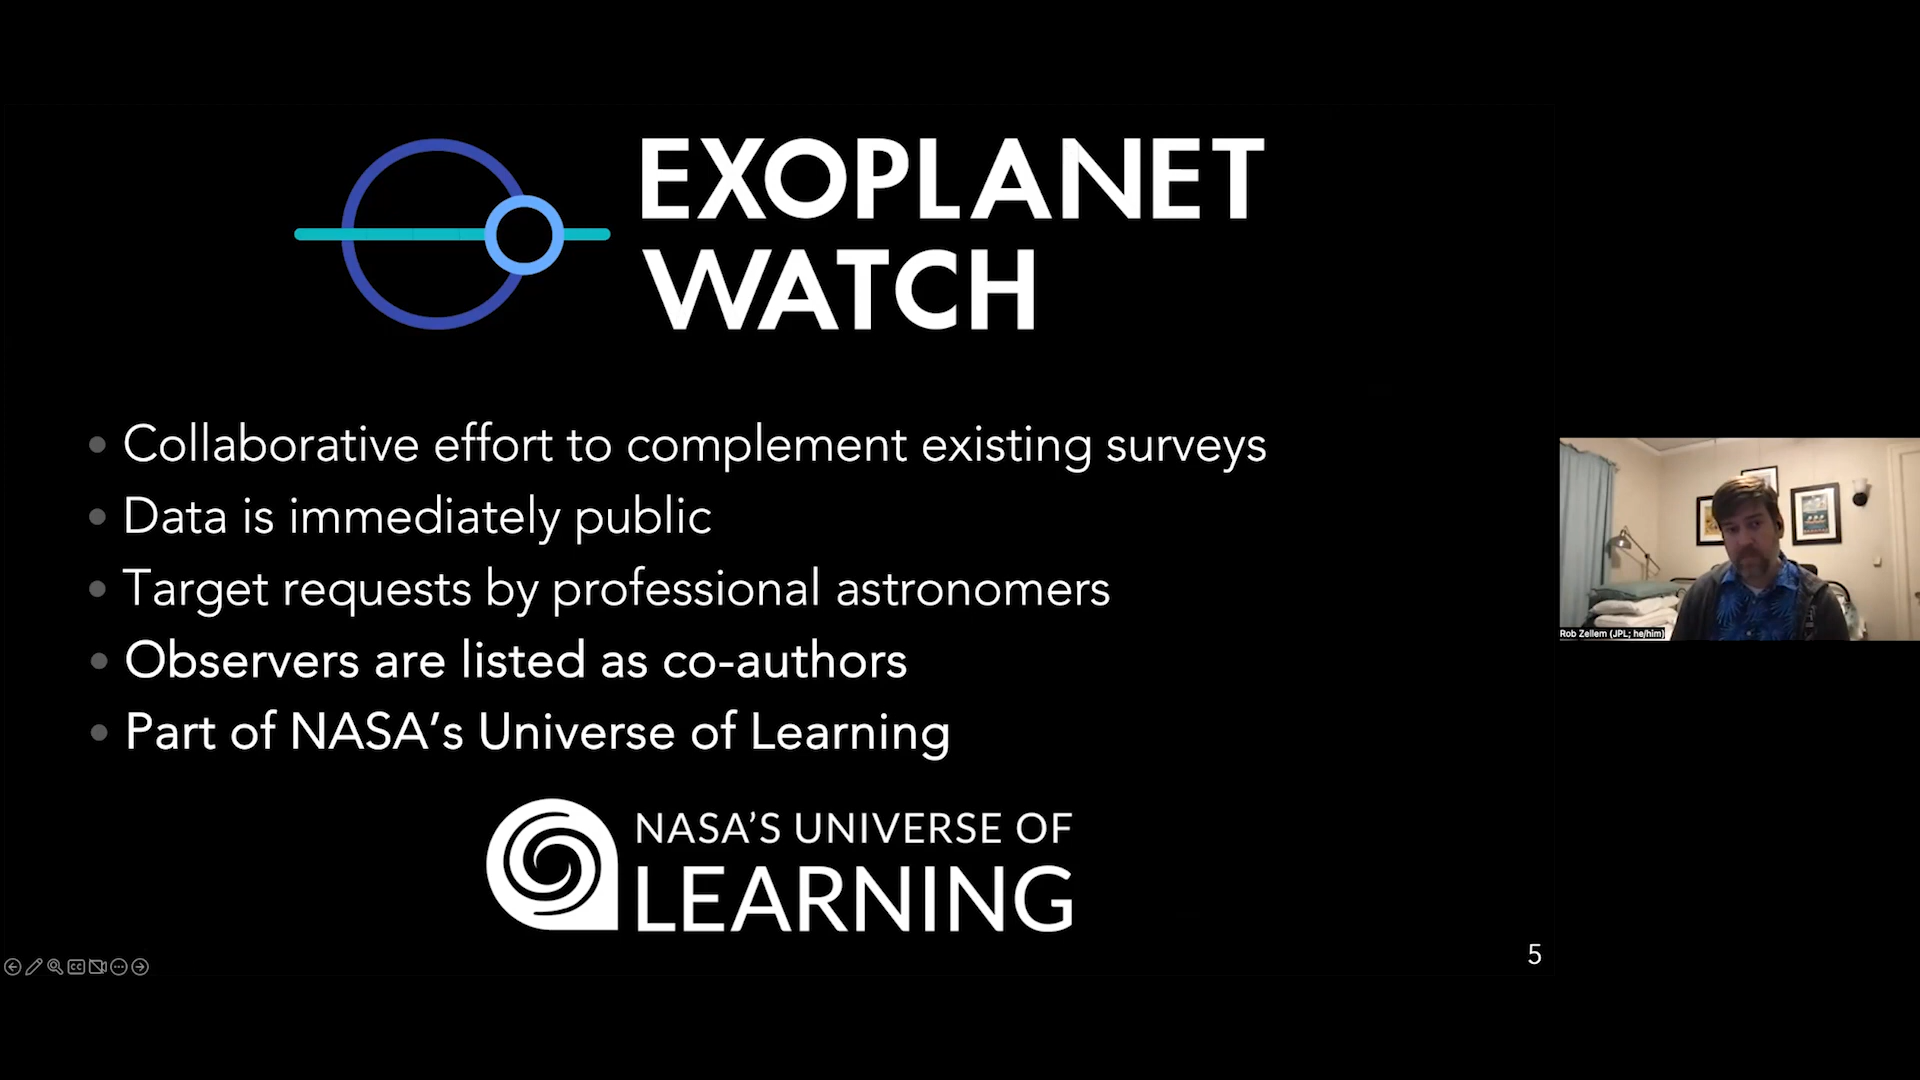 EXOPLANET
WATCH
• Collaborative effort to complement existing surveys
• Data is immediately public
• Target requests by professional astronomers
• Observers are listed as co-authors
• Part of NASA’s Universe of Learning
NASA’S UNIVERSE OF
LEARNING
5
CC
Rob Zellem (JPL; he/him)